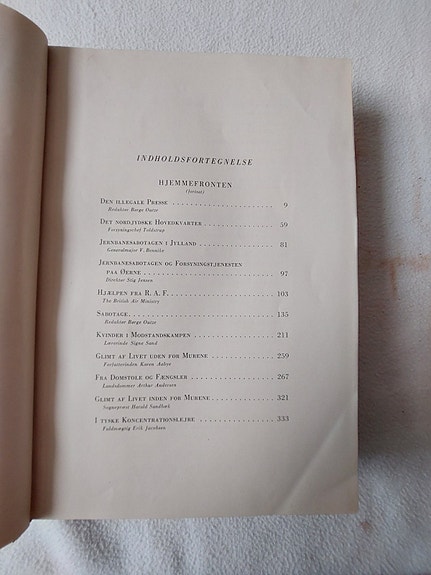 INDHOLDSFORTEGNELSE
HJEMMEFRONTEN
(fortsat)
DEN ILLEGALE PRESSE . . . . . . . . . . . . . . . . . . . . 9
Redaktør Børge Outze
DET NORDJYDSKE HOVEDKVARTER . . . . . . . . . . . . 59
Forsyningschef Toldstrup
JERNBANESABOTAGEN I JYLLAND . . . . . . . . . . . . . . 81
Generalmajor V. Bennike
JERNBANESABOTAGEN OG FORSYNINGSTJENESTEN
PAA ØERNE . . . . . . . . . . . . . . . . . . . . . . . . 97
Direktør Stig Jensen
HJÆLPEN FRA R. A. F. . . . . . . . . . . . . . . . . . . . 103
The British Air Ministry
SABOTAGE . . . . . . . . . . . . . . . . . . . . . . . . . . 135
Redaktør Børge Outze
KVINDER I MODSTANDSKAMPEN . . . . . . . . . . . . . . 211
Lærerinde Signe Sund
GLIMT AF LIVET UDEN FOR MURENE . . . . . . . . . . . 259
Forfatterinden Karen Aabye
FRA DOMSTOLE OG FÆNGSLER . . . . . . . . . . . . . . . 267
Landsdommer Arthur Andersen
GLIMT AF LIVET INDEN FOR MURENE . . . . . . . . . . . 321
Sognepræst Harald Sandbæk
I TYSKE KONCENTRATIONSLEJRE . . . . . . . . . . . . . . 333
Fuldmægtig Erik Jacobsen